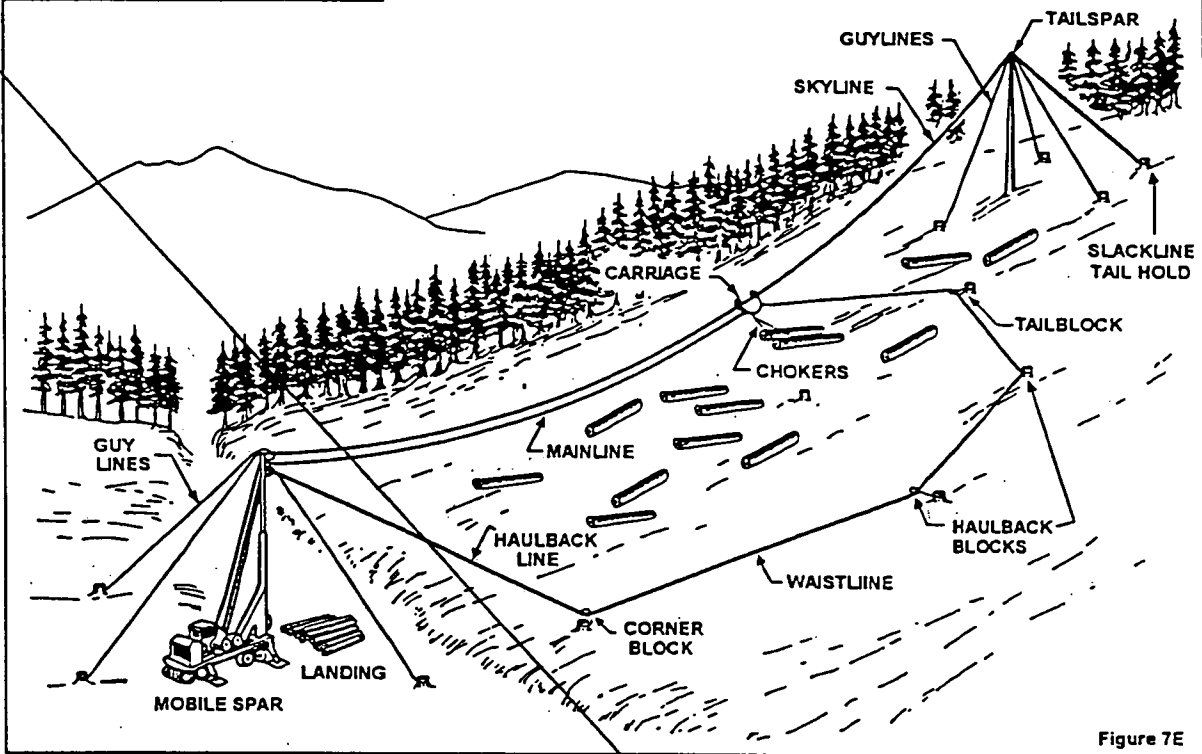 TAILSPAR
GUYLINES
SKYLINE
SLACKLINE
TAIL HOLD
CARRIAGE
TAILBLOCK
CHOKERS
GUY
LINES
MAINLINE
HAULBACK
LINE
HAULBACK
BLOCKS
WAISTLIINE
CORNER
BLOCK
LANDING
MOBILE SPAR
Figure 7E